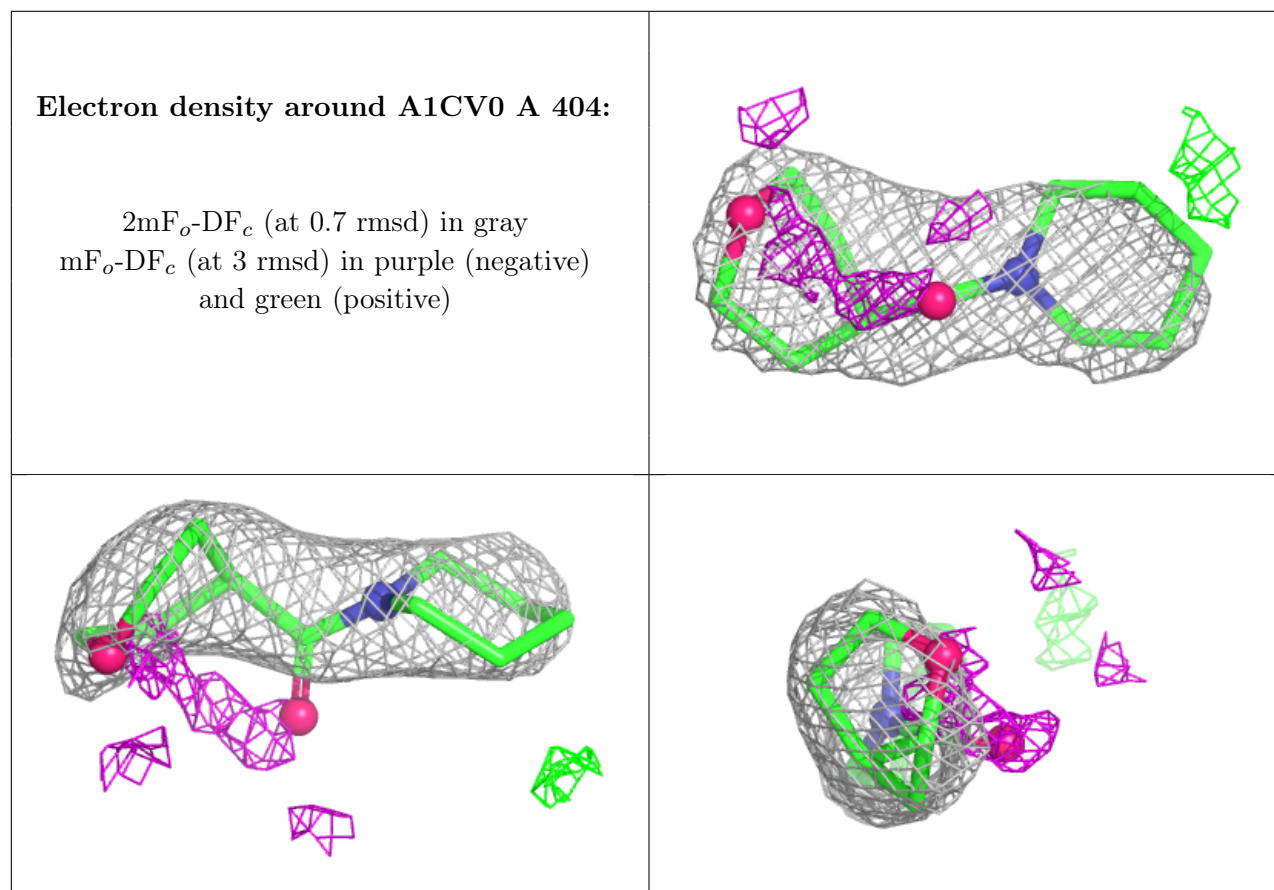 Electron density around A1CV0 A 404:
2mFₒ-DF𝒸 (at 0.7 rmsd) in gray
mFₒ-DF𝒸 (at 3 rmsd) in purple (negative)
and green (positive)